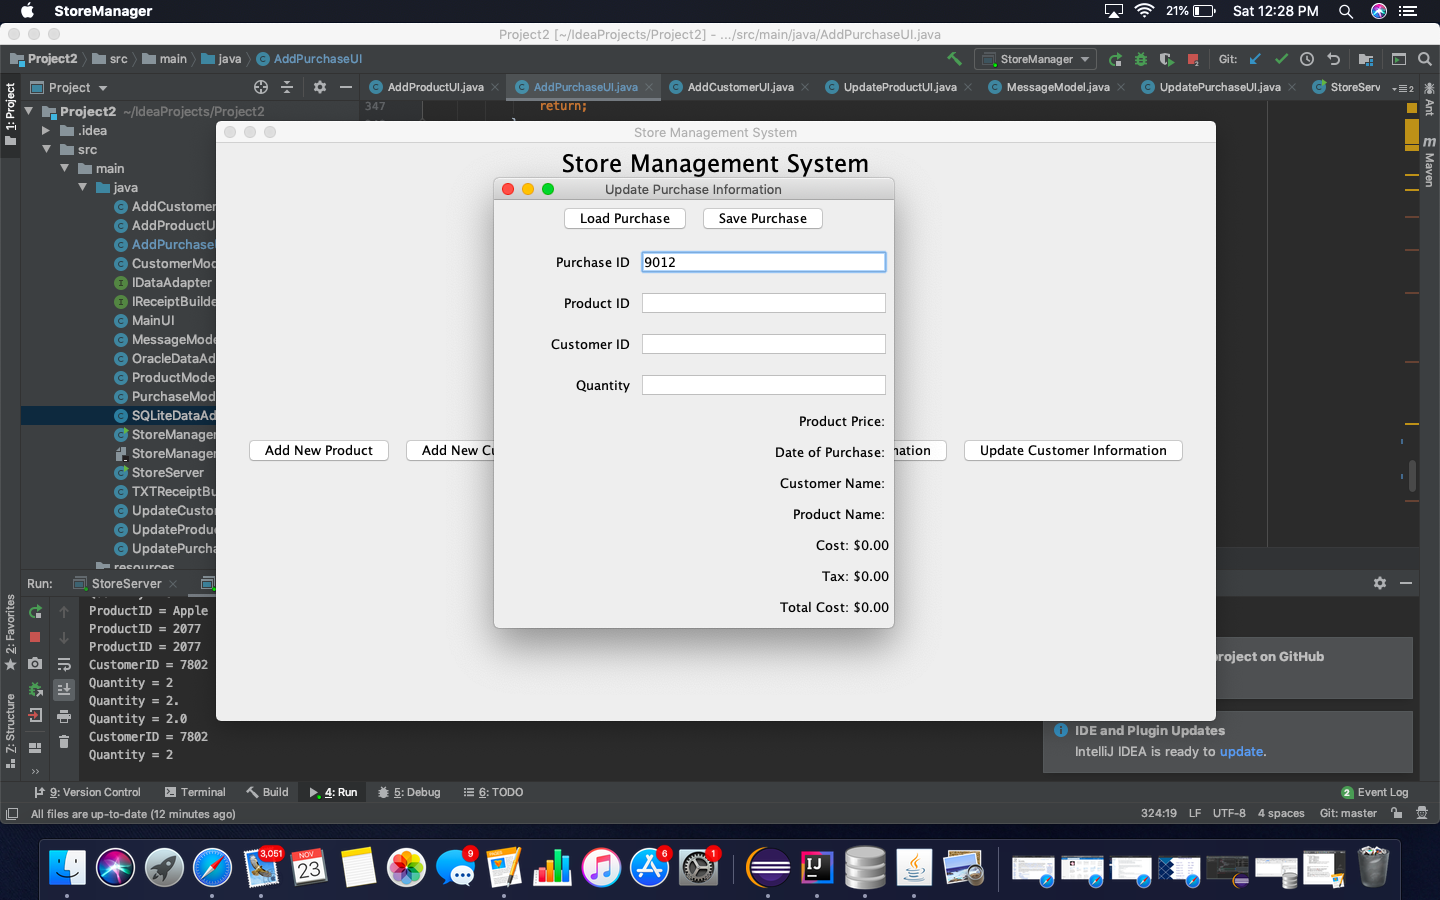 StoreManager
21%
Sat 12:28 PM
Project2 [~/IdeaProjects/Project2] - .../src/main/java/AddPurchaseUI.java
Project2
src
main
java
AddPurchaseUI
StoreManager
Git:
1: Project
Project
AddProductUI.java
AddPurchaseUI.java
AddCustomerUI.java
UpdateProductUI.java
MessageModel.java
UpdatePurchaseUI.java
StoreServ
2
Ant
Maven
347
return;
Project2 ~/IdeaProjects/Project2
.idea
src
main
java
AddCustomer
AddProductU
AddPurchase
CustomerMod
IDataAdapter
IReceiptBuilde
MainUI
MessageMode
OracleDataAd
ProductMode
PurchaseMod
SQLiteDataAd
StoreManager
StoreManager
StoreServer
TXTReceiptBu
UpdateCusto
UpdateProdu
UpdatePurcha
resources
Store Management System
Store Management System
Update Purchase Information
Load Purchase
Save Purchase
Purchase ID
9012
Product ID
Customer ID
Quantity
Product Price:
Date of Purchase:
Customer Name:
Product Name:
Cost: $0.00
Tax: $0.00
Total Cost: $0.00
Add New Product
Add New Cu
nation
Update Customer Information
Run:
StoreServer
ProductID = Apple
ProductID = 2077
ProductID = 2077
CustomerID = 7802
Quantity = 2
Quantity = 2.
Quantity = 2.0
CustomerID = 7802
Quantity = 2
2: Favorites
7: Structure
roject on GitHub
IDE and Plugin Updates
IntelliJ IDEA is ready to update.
9: Version Control
Terminal
Build
4: Run
5: Debug
6: TODO
2
Event Log
All files are up-to-date (12 minutes ago)
324:19
LF
UTF-8
4 spaces
Git: master
3,051
NOV
23
9
6
1
IJ